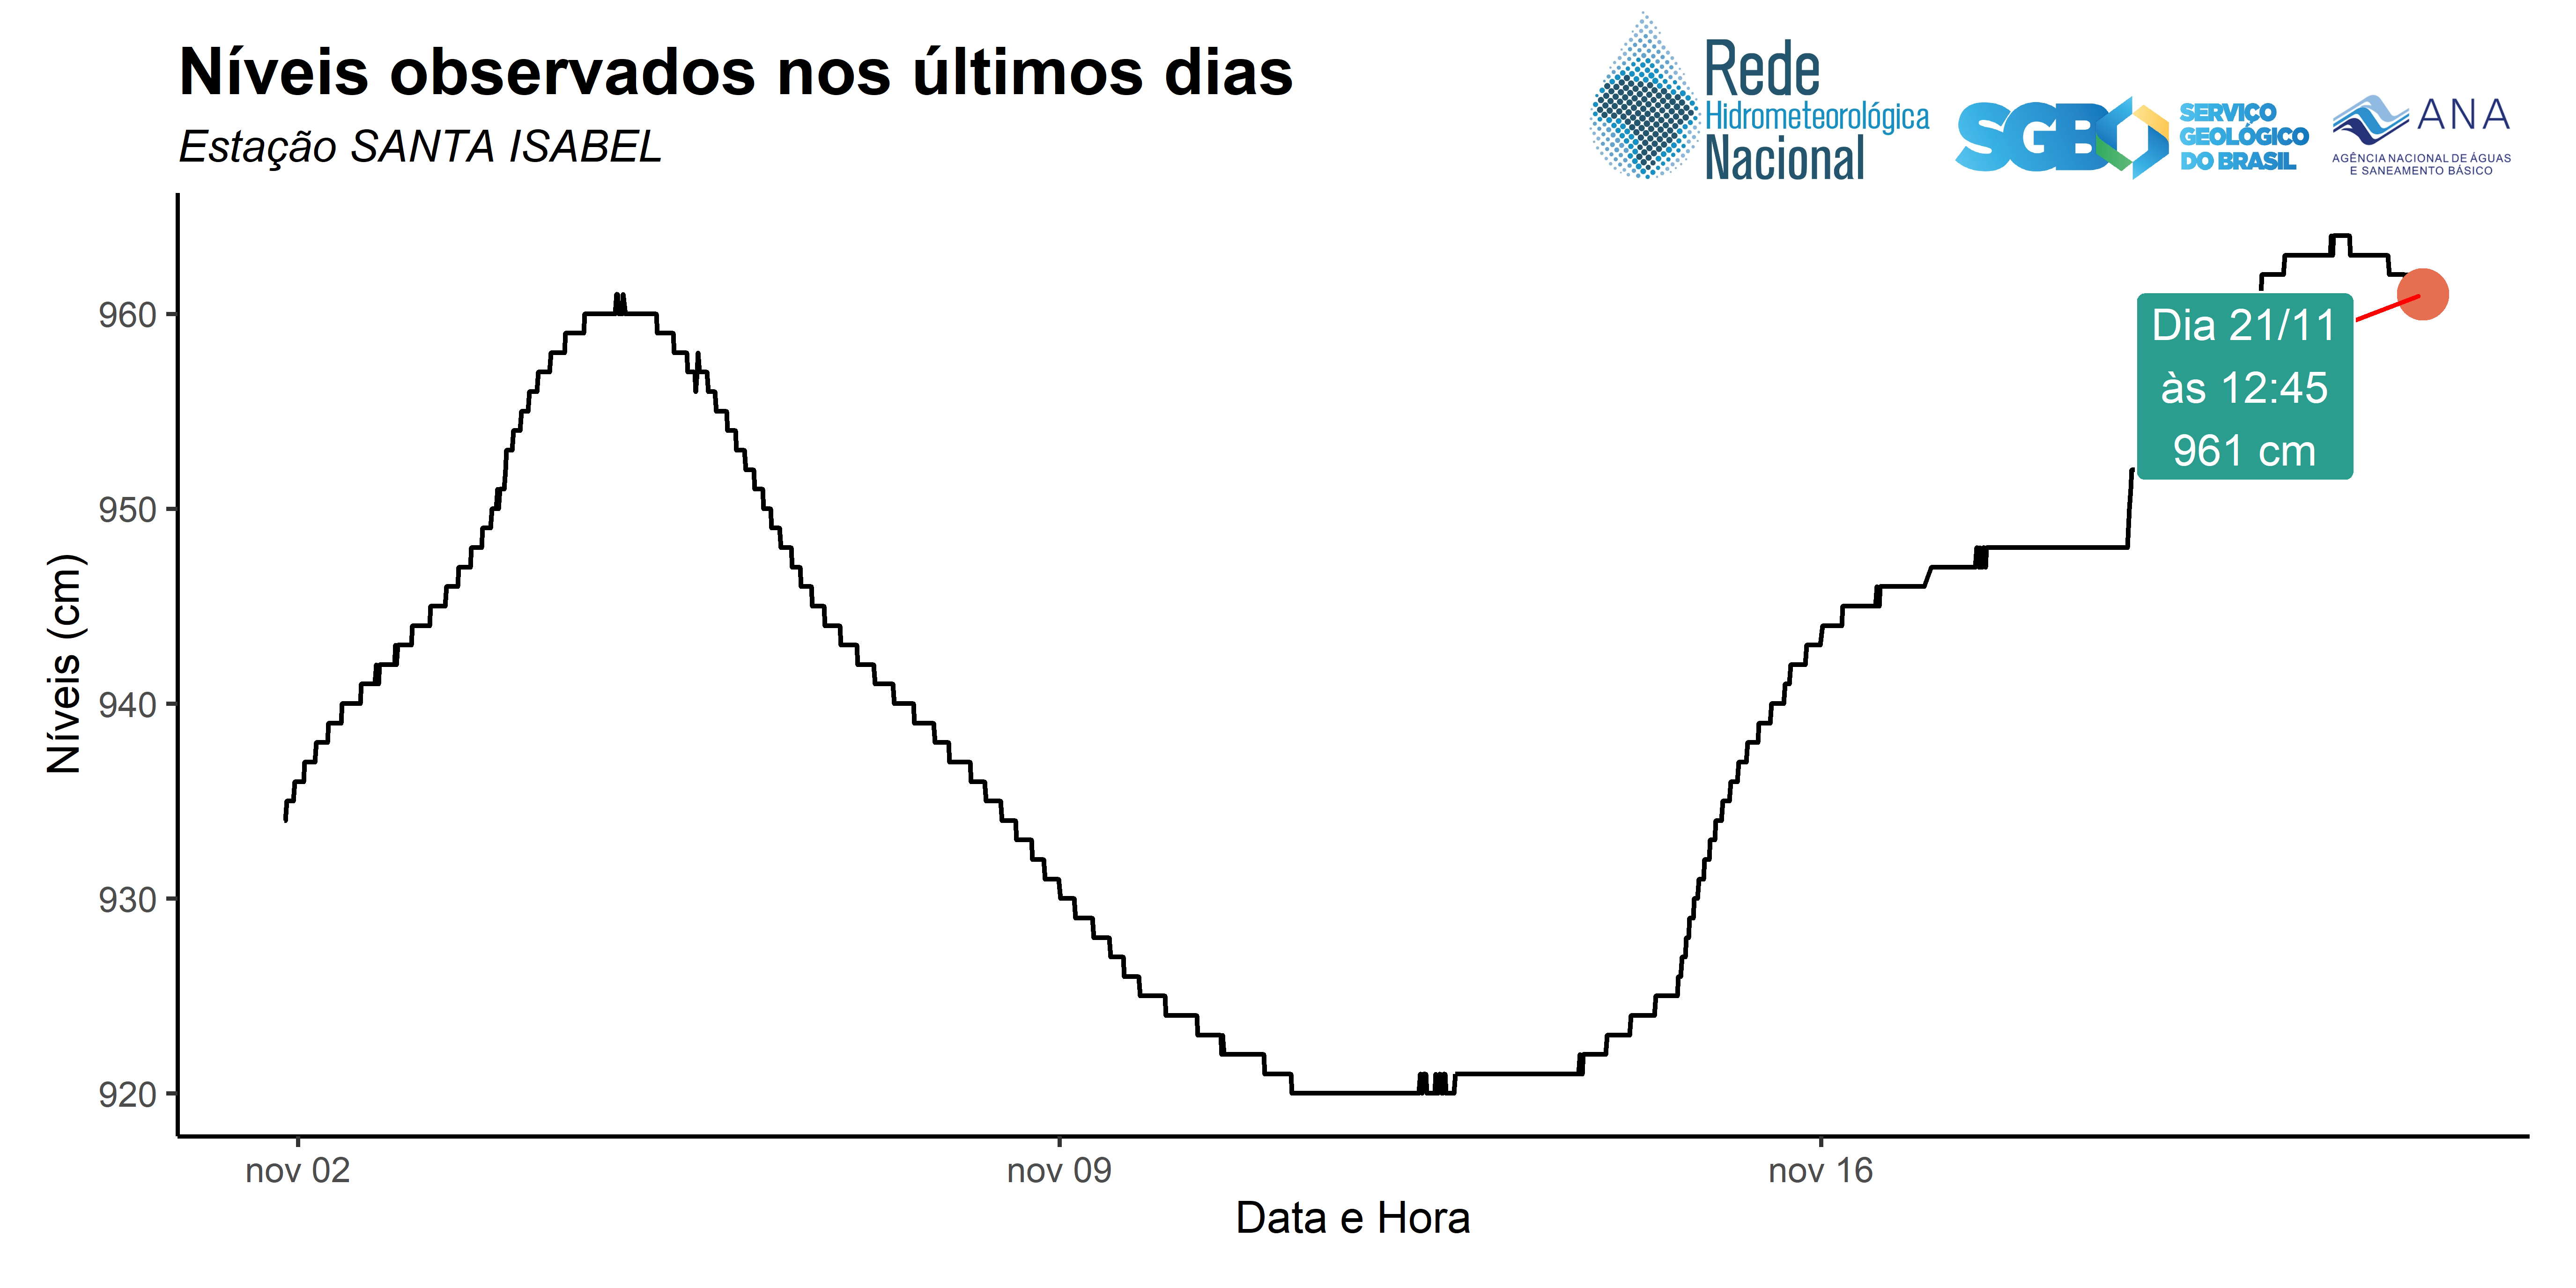 Níveis observados nos últimos dias
Estação SANTA ISABEL
Rede
Hidrometeorológica
Nacional
SGB
SERVIÇO
GEOLÓGICO
DO BRASIL
ANA
AGÊNCIA NACIONAL DE ÁGUAS
E SANEAMENTO BÁSICO
960
950
940
930
920
Níveis (cm)
Dia 21/11
às 12:45
961 cm
nov 02
nov 09
nov 16
Data e Hora